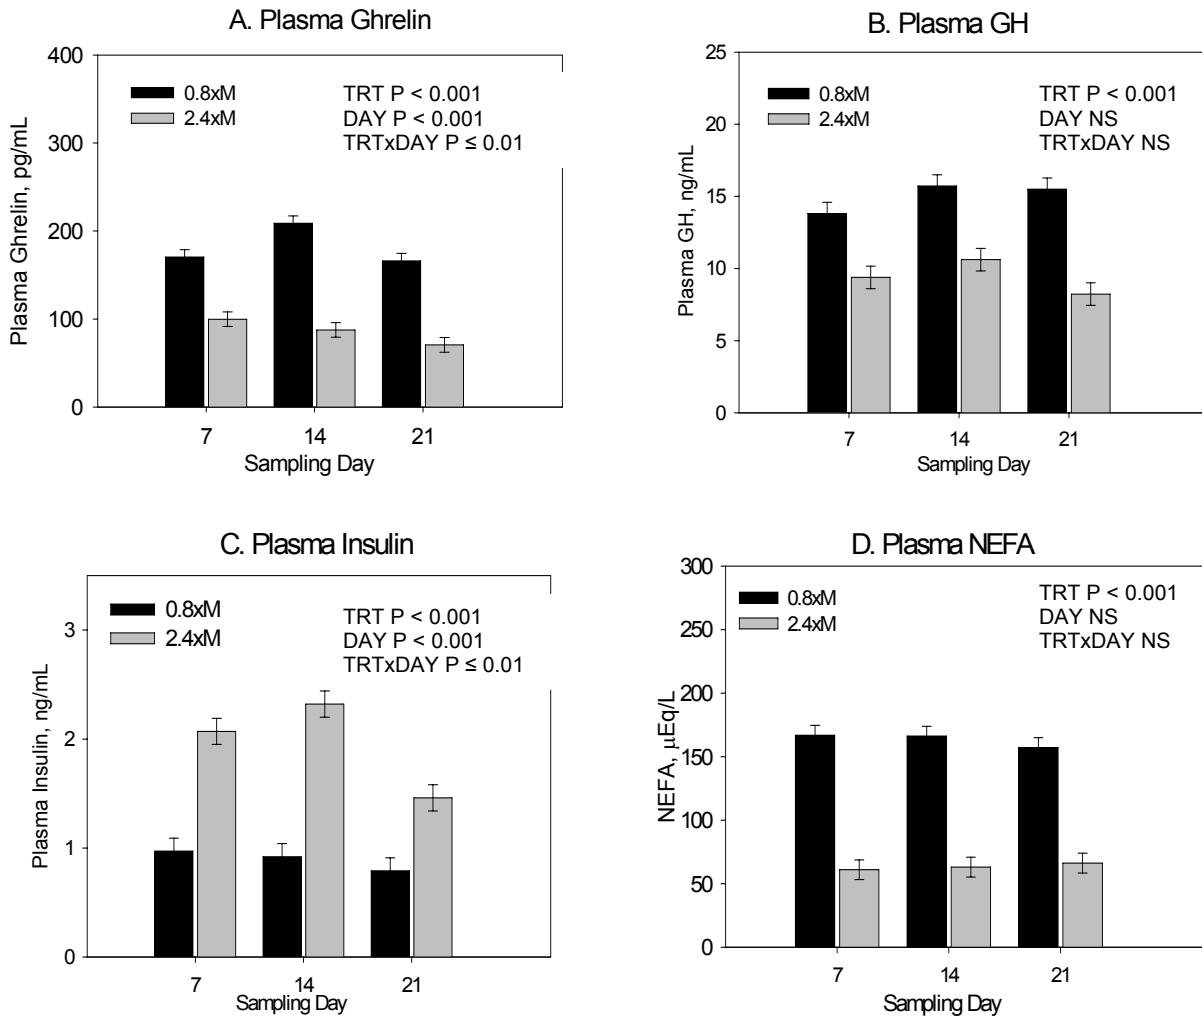 A. Plasma Ghrelin
400
300
200
100
0
Plasma Ghrelin, pg/mL
0.8xM
2.4xM
TRT P < 0.001
DAY P < 0.001
TRTxDAY P ≤ 0.01
7 14 21
Sampling Day
B. Plasma GH
25
20
15
10
5
0
Plasma GH, ng/mL
0.8xM
2.4xM
TRT P < 0.001
DAY NS
TRTxDAY NS
7 14 21
Sampling Day
C. Plasma Insulin
3
2
1
0
Plasma Insulin, ng/mL
0.8xM
2.4xM
TRT P < 0.001
DAY P < 0.001
TRTxDAY P ≤ 0.01
7 14 21
Sampling Day
D. Plasma NEFA
300
250
200
150
100
50
0
NEFA, μEq/L
0.8xM
2.4xM
TRT P < 0.001
DAY NS
TRTxDAY NS
7 14 21
Sampling Day